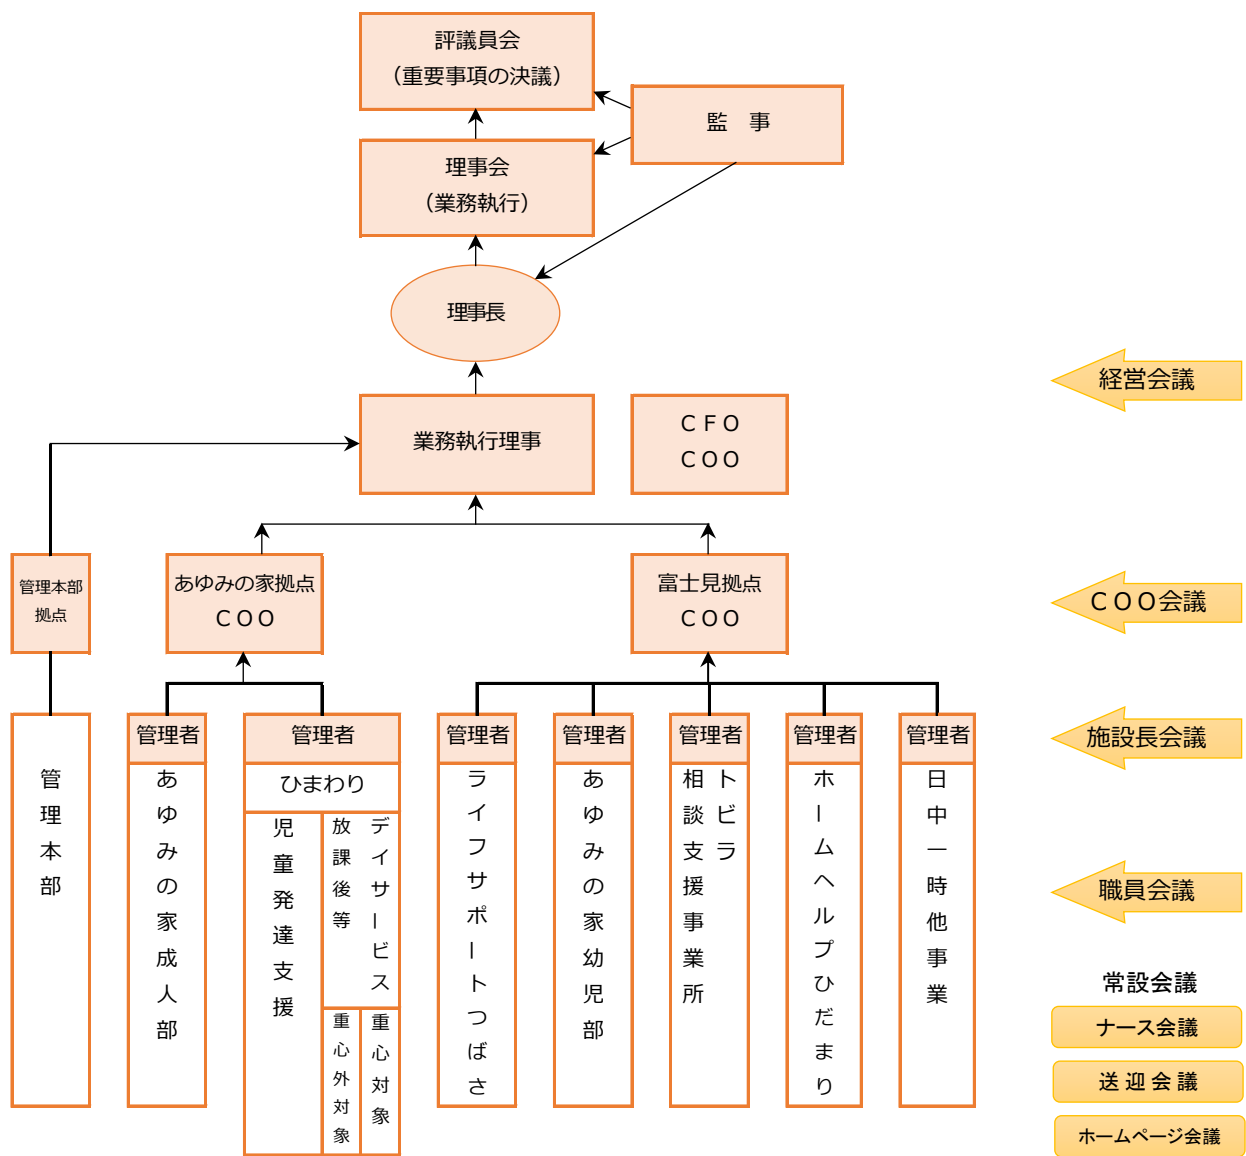 評議員会
（重要事項の決議）
監　事
理事会
（業務執行）
理事長
経営会議
業務執行理事
ＣＦＯ
ＣＯＯ
管理本部
拠点
あゆみの家拠点
ＣＯＯ
富士見拠点
ＣＯＯ
ＣＯＯ会議
管理者
管理者
管理者
管理者
管理者
管理者
管理者
施設長会議
管理本部
あゆみの家成人部
ひまわり
児童発達支援
放課後等
デイサービス
重心外対象
重心対象
ライフサポートつばさ
あゆみの家幼児部
トビラ
相談支援事業所
ホームヘルプひだまり
日中一時他事業
職員会議
常設会議
ナース会議
送迎会議
ホームページ会議